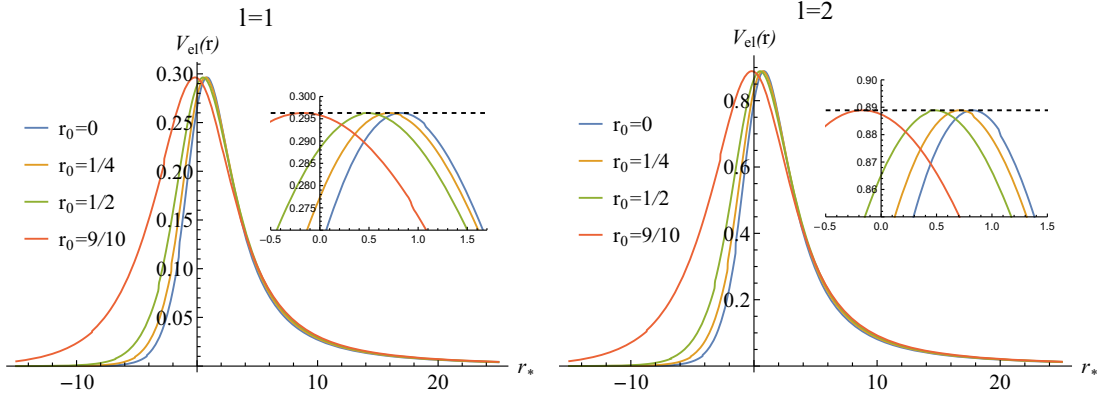 l=1
V_el(r)
0.30
0.25
0.20
0.15
0.10
0.05
−10
10
20
r_*
r_0=0
r_0=1/4
r_0=1/2
r_0=9/10
0.300
0.295
0.290
0.285
0.280
0.275
-0.5
0.0
0.5
1.0
1.5
l=2
V_el(r)
0.8
0.6
0.4
0.2
−10
10
20
r_*
r_0=0
r_0=1/4
r_0=1/2
r_0=9/10
0.90
0.89
0.88
0.87
0.86
-0.5
0.0
0.5
1.0
1.5